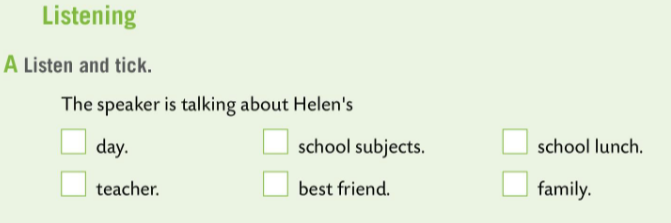 Listening
A Listen and tick.
The speaker is talking about Helen's
day. school subjects. school lunch.
teacher. best friend. family.